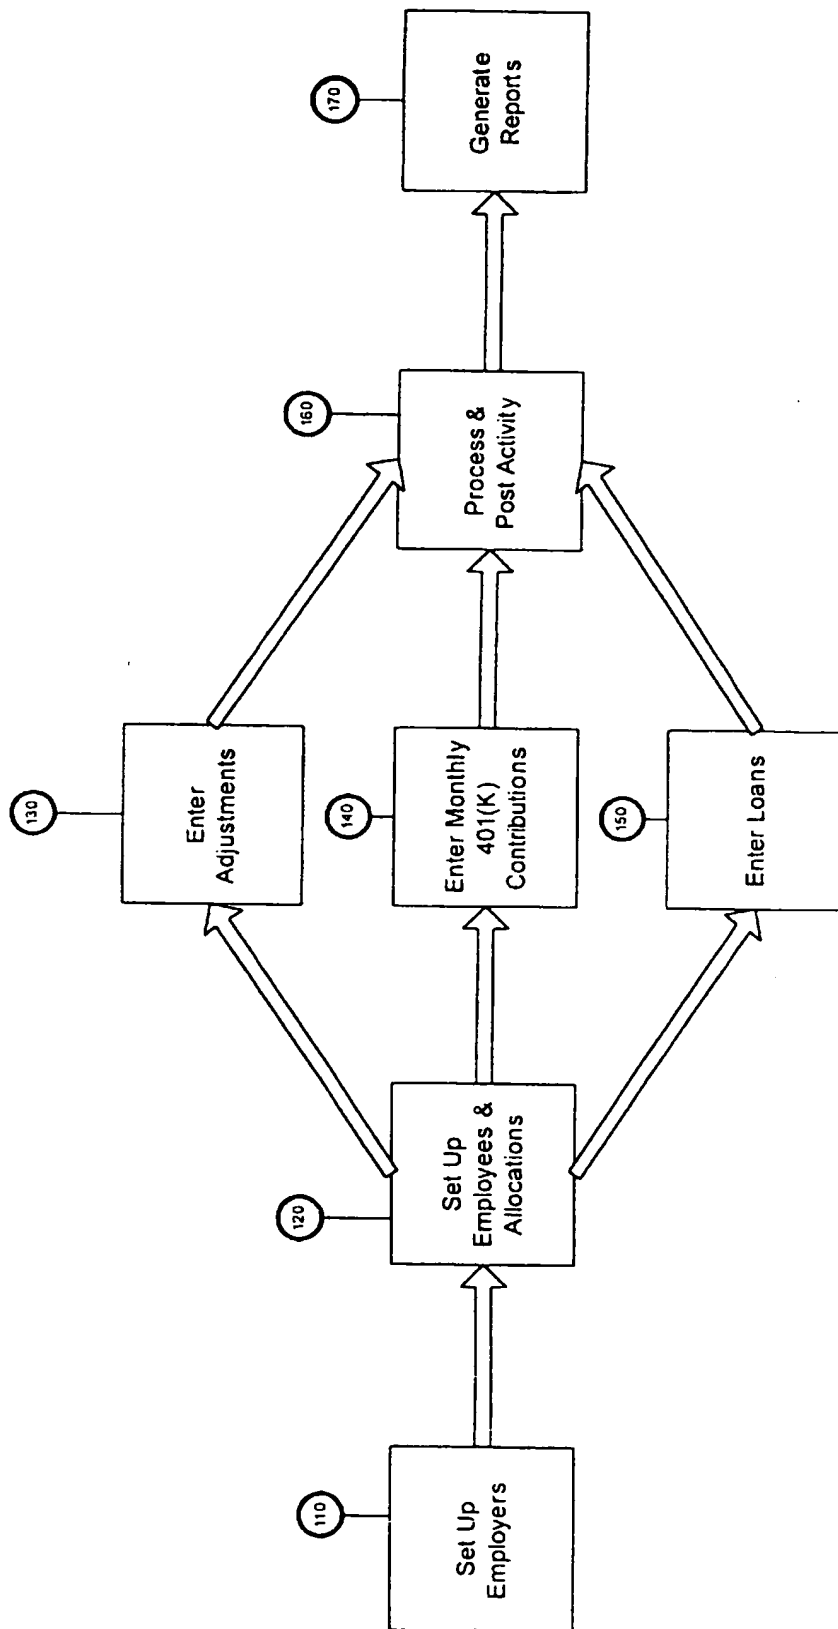 110
Set Up
Employers
120
Set Up
Employees &
Allocations
130
Enter
Adjustments
140
Enter Monthly
401(K)
Contributions
150
Enter Loans
160
Process &
Post Activity
170
Generate
Reports